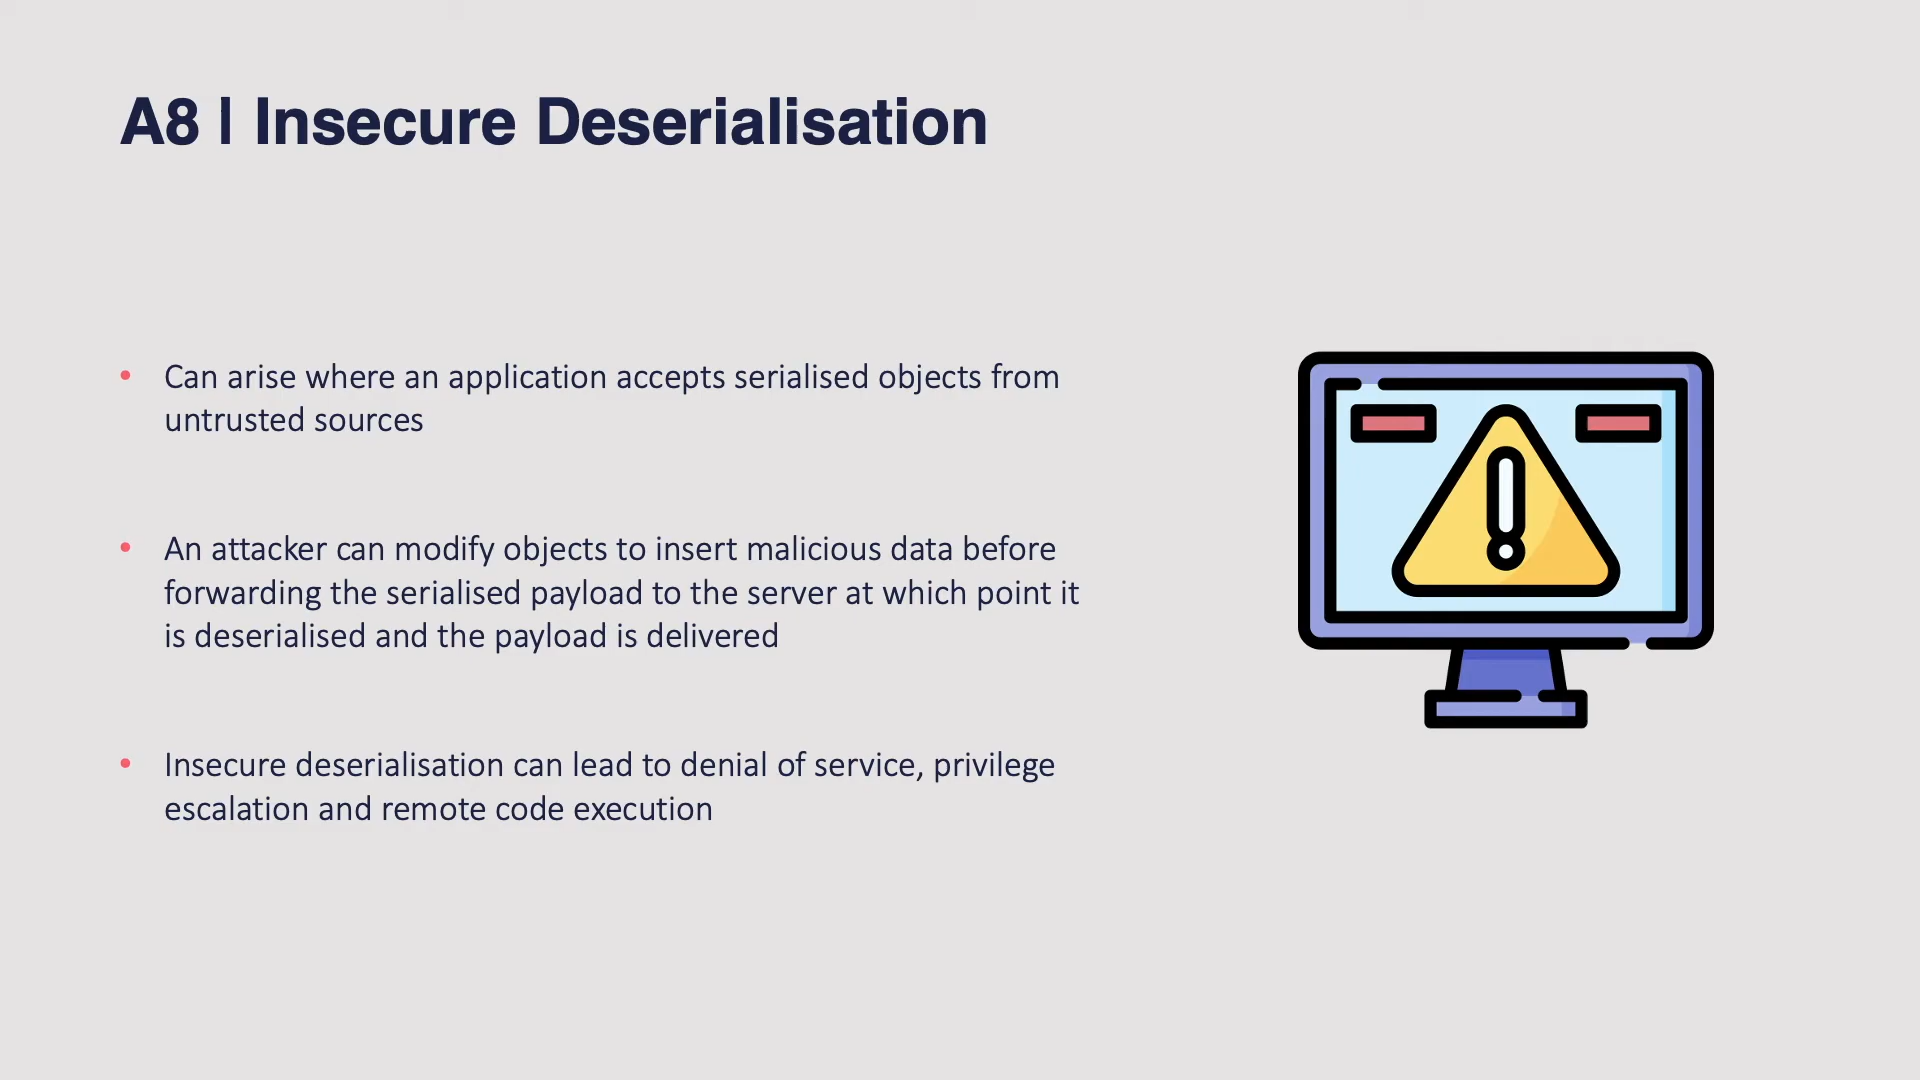 A8 | Insecure Deserialisation
• Can arise where an application accepts serialised objects from
untrusted sources
• An attacker can modify objects to insert malicious data before
forwarding the serialised payload to the server at which point it
is deserialised and the payload is delivered
• Insecure deserialisation can lead to denial of service, privilege
escalation and remote code execution